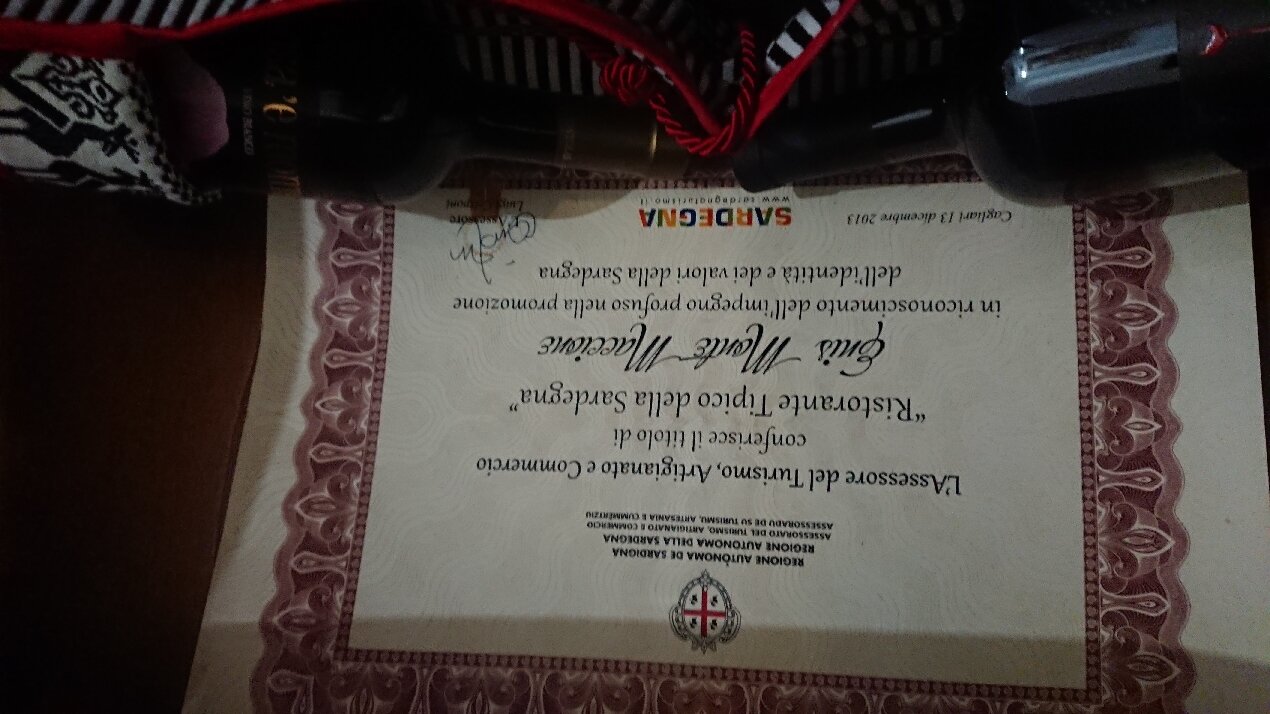 REGIONE AUTÒNOMA DE SARDIGNA
REGIONE AUTONOMA DELLA SARDEGNA
ASSESSORADU DE SU TURISMU, ARTESANIA E CUMMÈRTZIU
ASSESSORATO DEL TURISMO, ARTIGIANATO E COMMERCIO
L'Assessore del Turismo, Artigianato e Commercio
conferisce il titolo di
"Ristorante Tipico della Sardegna"
Enis Monte Maccione
in riconoscimento dell'impegno profuso nella promozione
dell'identità e dei valori della Sardegna
Cagliari 13 dicembre 2013
SARDEGNA
www.sardegnaturismo.it
L'Assessore